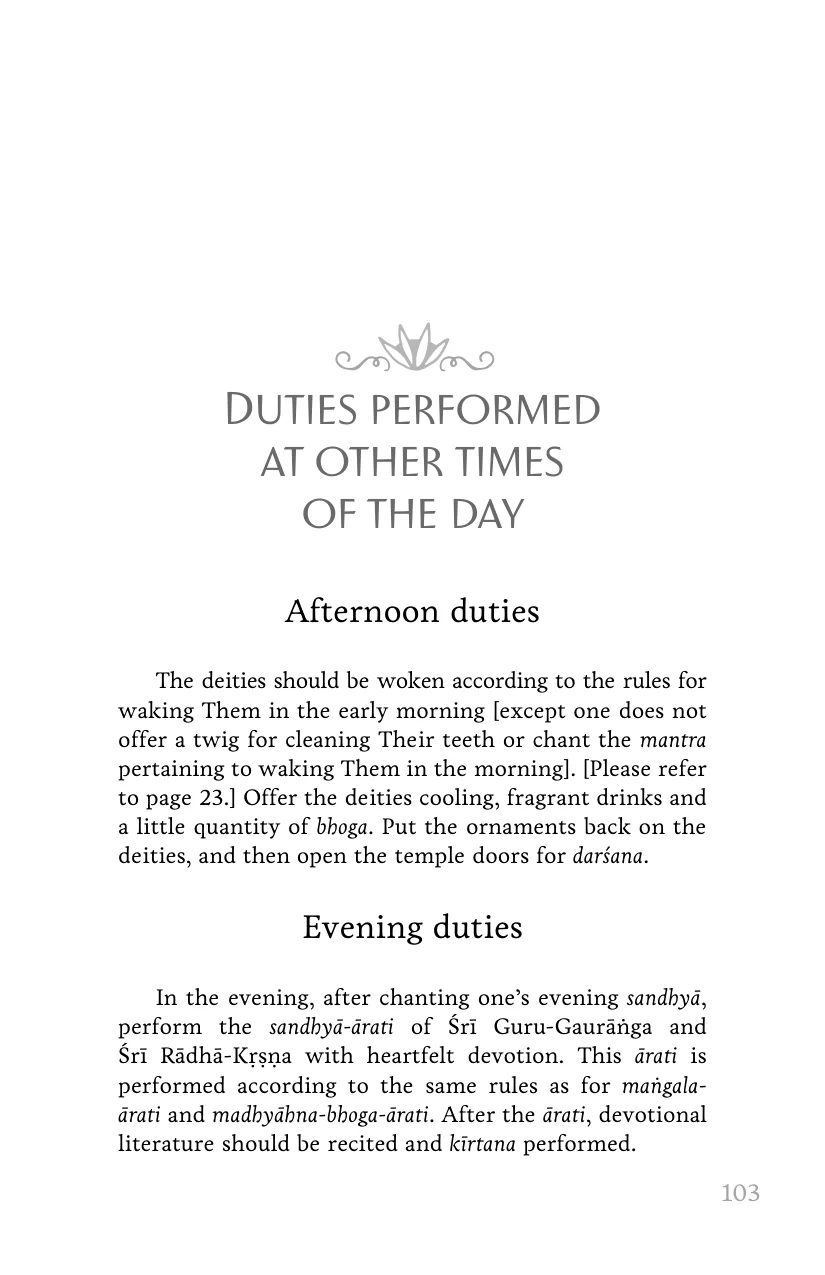 DUTIES PERFORMED
AT OTHER TIMES
OF THE DAY
Afternoon duties
The deities should be woken according to the rules for
waking Them in the early morning [except one does not
offer a twig for cleaning Their teeth or chant the mantra
pertaining to waking Them in the morning]. [Please refer
to page 23.] Offer the deities cooling, fragrant drinks and
a little quantity of bhoga. Put the ornaments back on the
deities, and then open the temple doors for darśana.
Evening duties
In the evening, after chanting one’s evening sandhyā,
perform the sandhyā-ārati of Śrī Guru-Gaurāṅga and
Śrī Rādhā-Kṛṣṇa with heartfelt devotion. This ārati is
performed according to the same rules as for maṅgala-
ārati and madhyāhna-bhoga-ārati. After the ārati, devotional
literature should be recited and kīrtana performed.
103